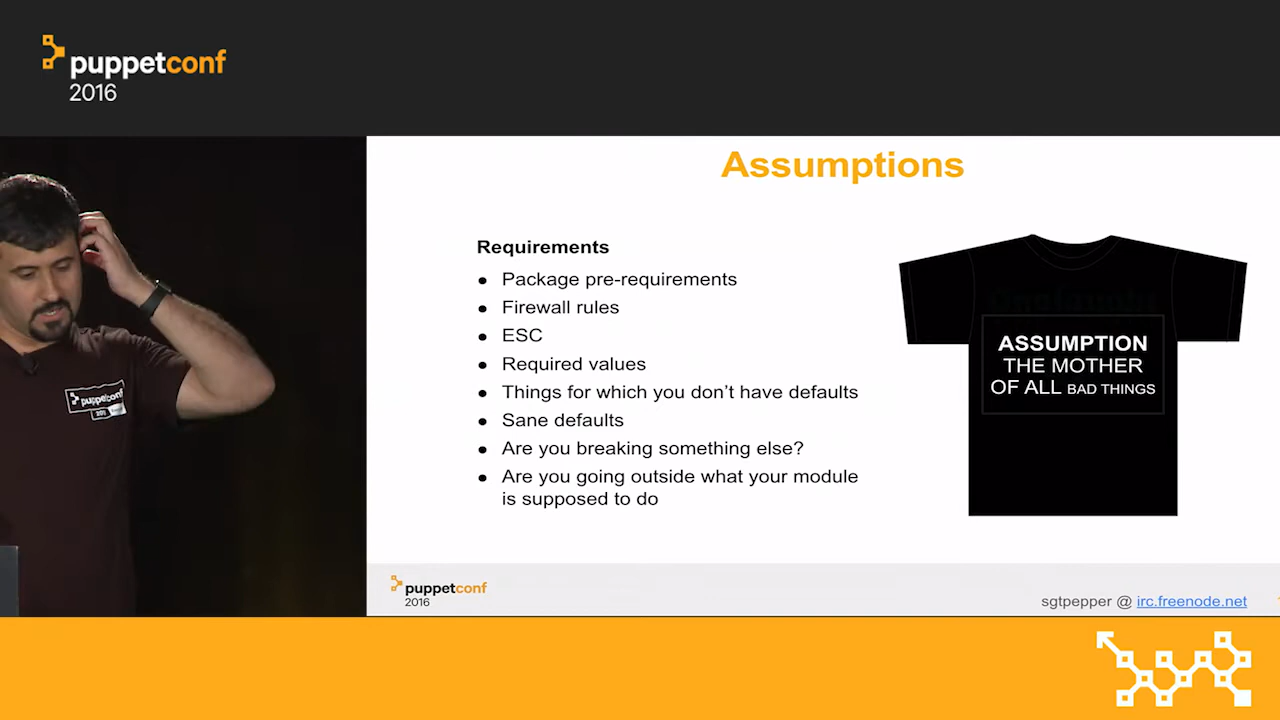 puppetconf
2016
Assumptions
Requirements
● Package pre-requirements
● Firewall rules
● ESC
● Required values
● Things for which you don't have defaults
● Sane defaults
● Are you breaking something else?
● Are you going outside what your module
is supposed to do
ASSUMPTION
THE MOTHER
OF ALL BAD THINGS
puppetconf
puppetconf
2016
sgtpepper @ irc.freenode.net